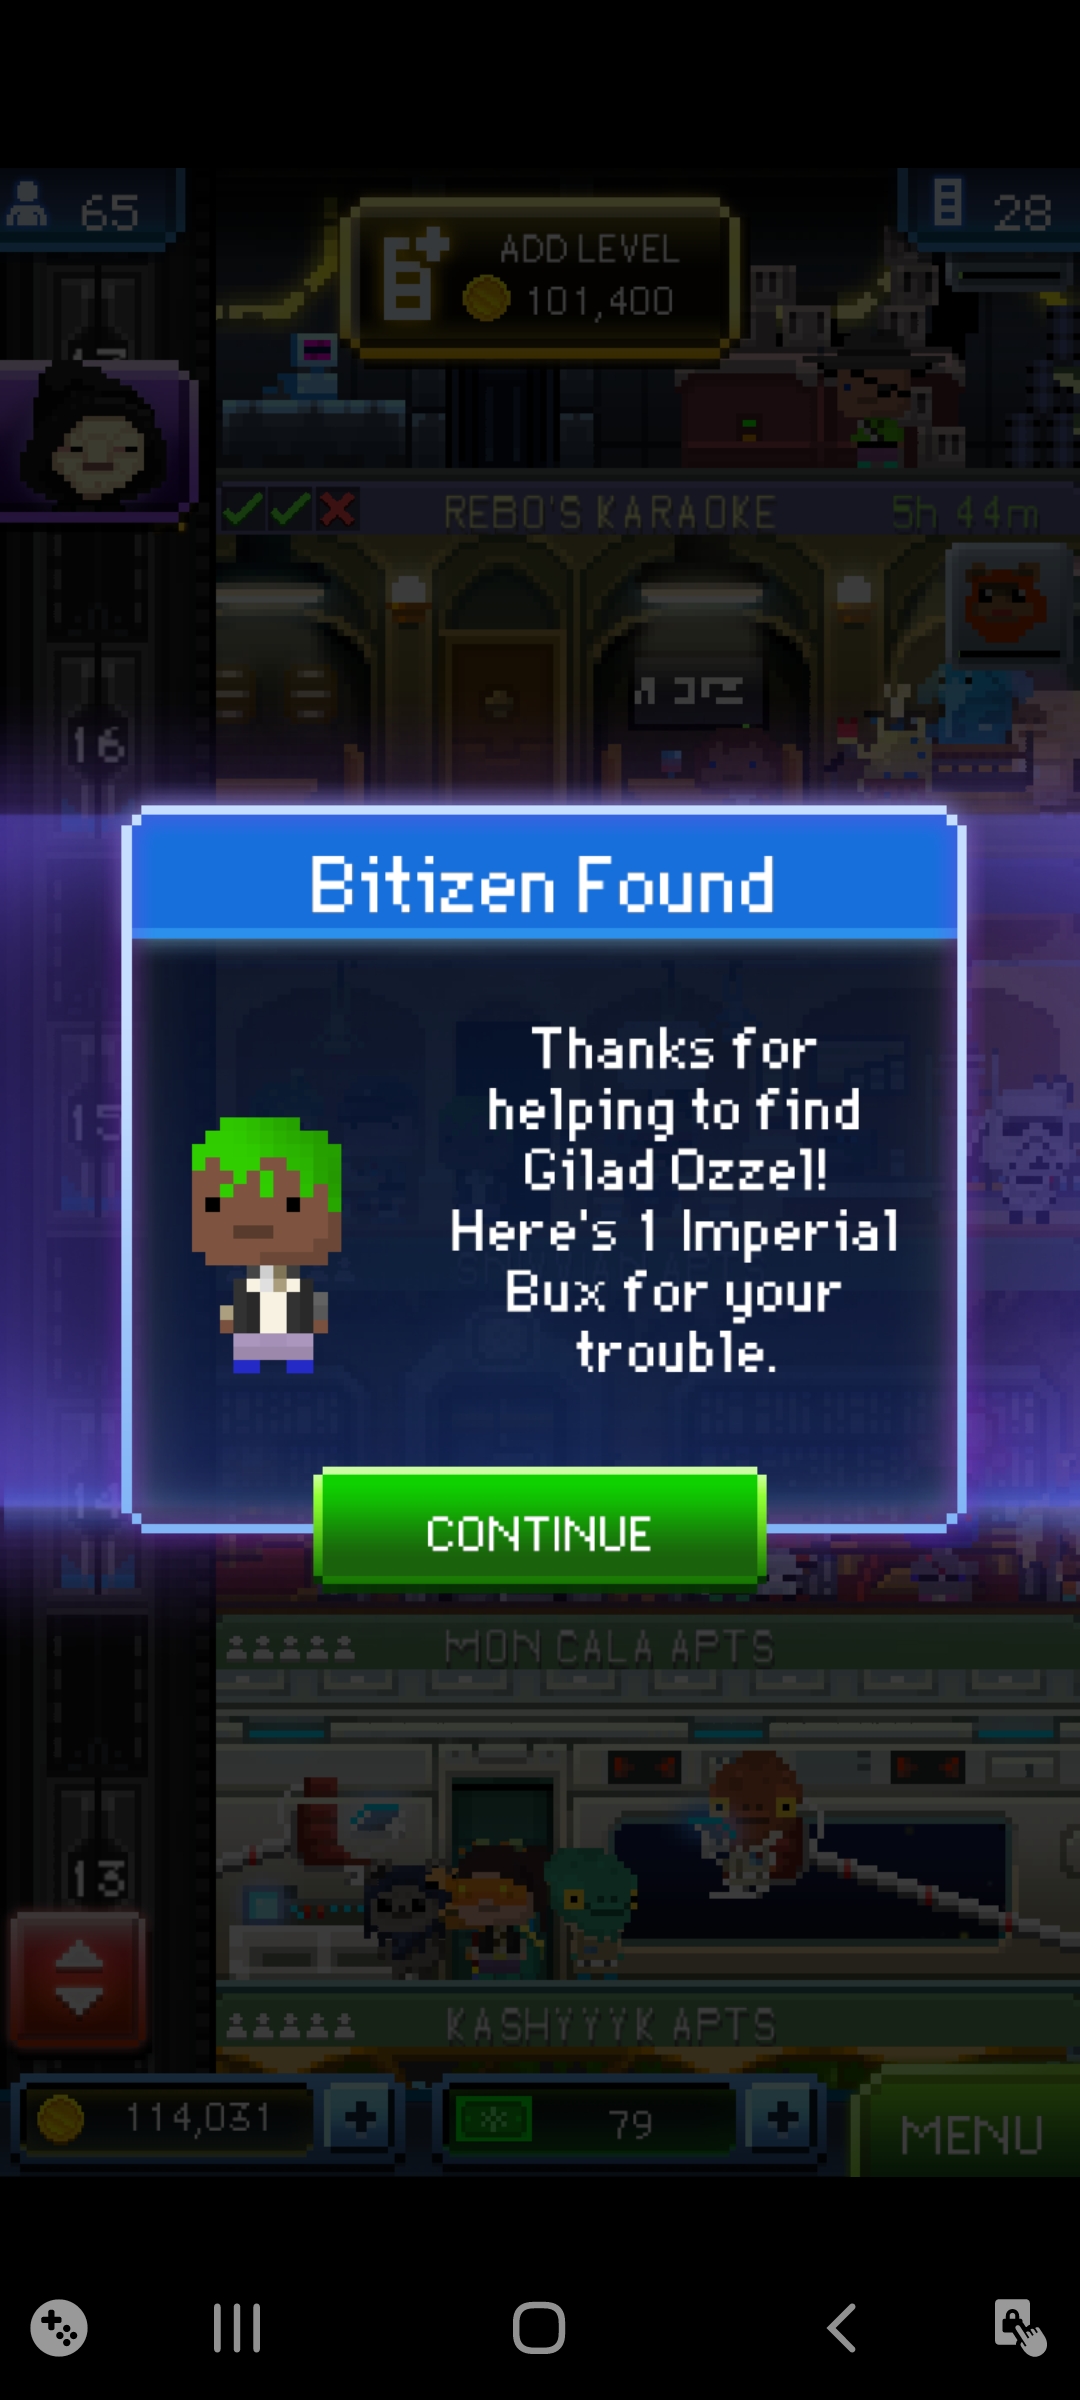 65
28
ADD LEVEL
101,400
REBO'S KARAOKE
5h 44m
16
Bitizen Found
Thanks for
helping to find
Gilad Ozzel!
Here's 1 Imperial
Bux for your
trouble.
15
14
CONTINUE
MON CALA APTS
13
KASHYYYK APTS
114,031
79
MENU